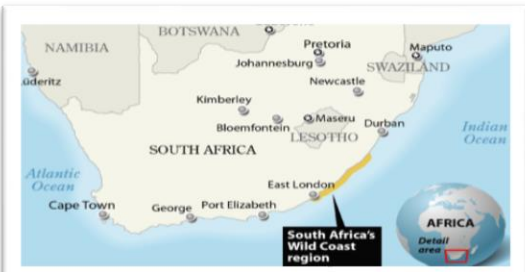 BOTSWANA
NAMIBIA
Pretoria
Maputo
Johannesburg
SWAZILAND
üderitz
Newcastle
Kimberley
Maseru
Durban
Bloemfontein
LESOTHO
Indian
Ocean
SOUTH AFRICA
Atlantic
Ocean
East London
Cape Town
George
Port Elizabeth
South Africa's
Wild Coast
region
AFRICA
Detail
area